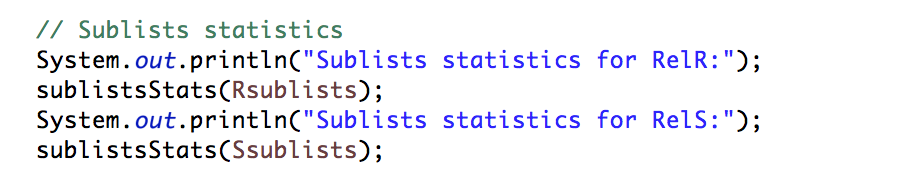 // Sublists statistics
System.out.println("Sublists statistics for RelR:");
sublistsStats(Rsublists);
System.out.println("Sublists statistics for RelS:");
sublistsStats(Ssublists);